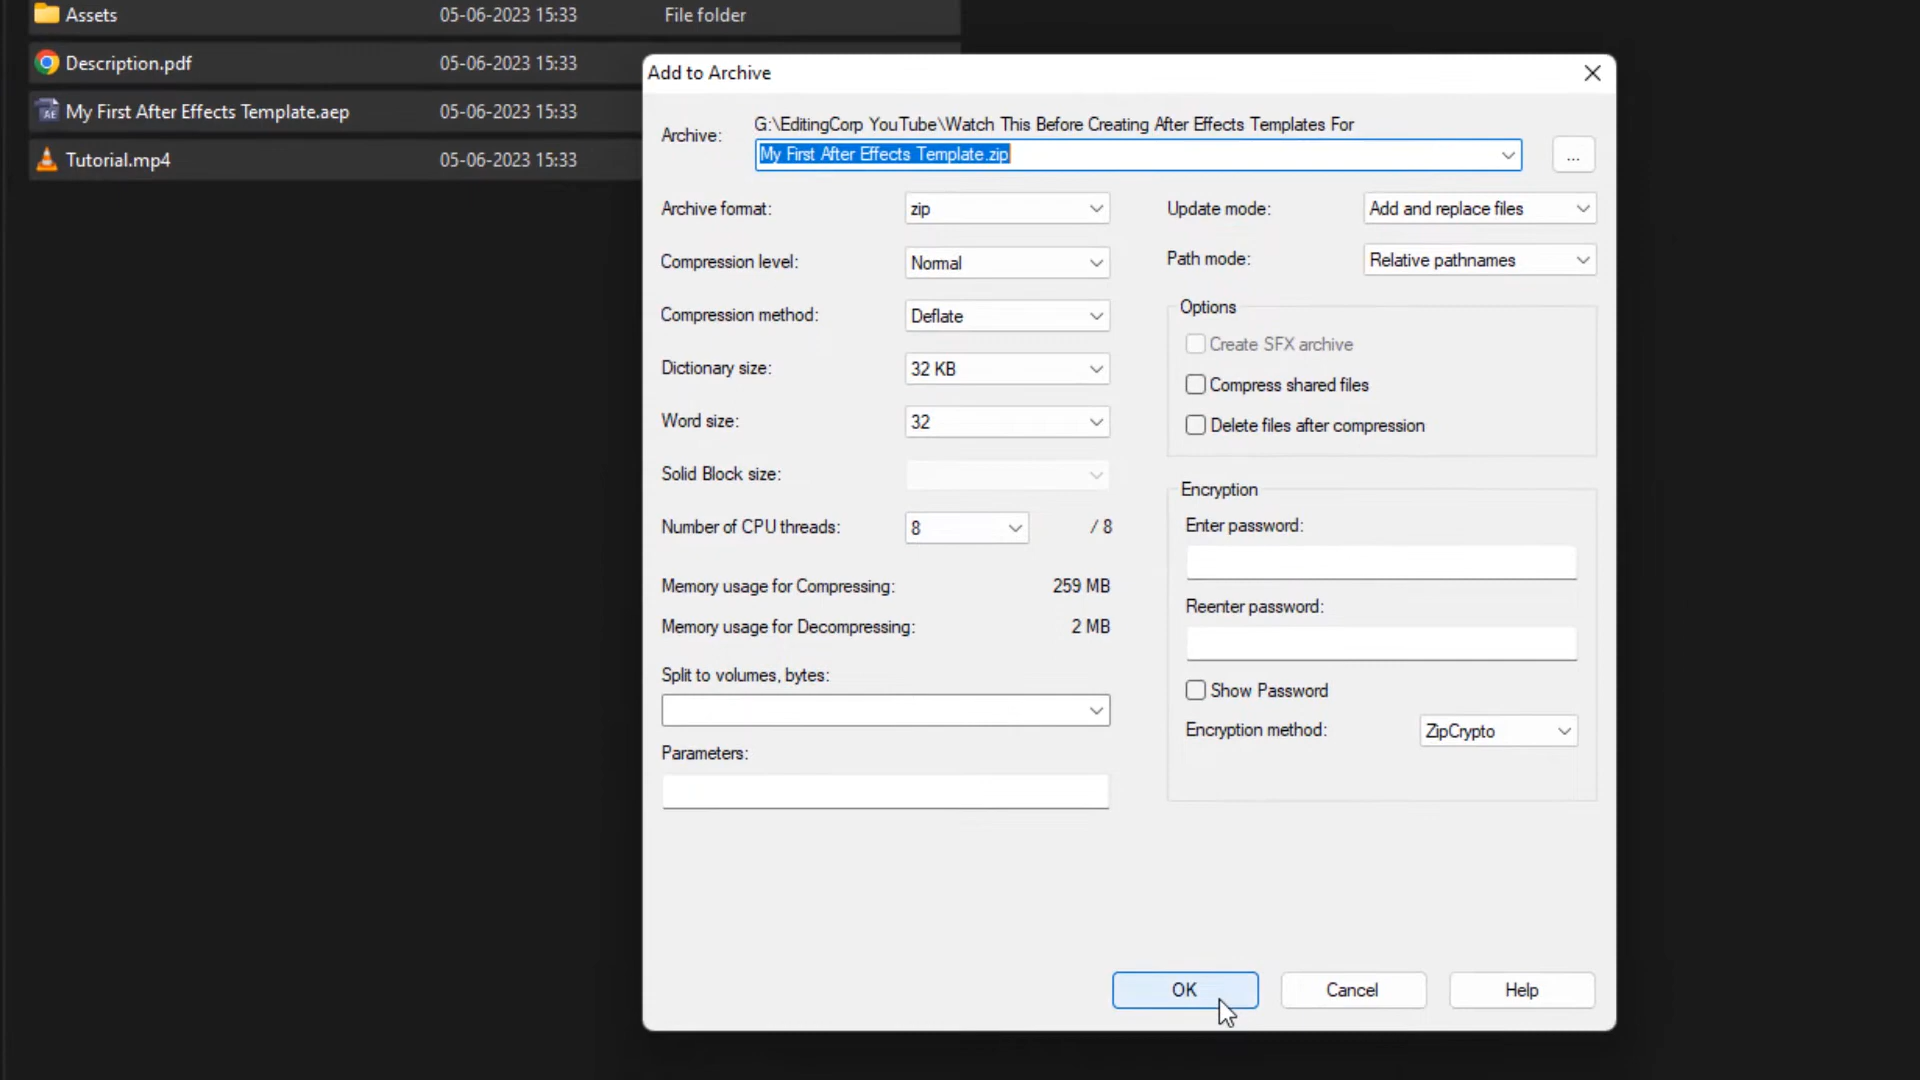 Assets 05-06-2023 15:33 File folder
Description.pdf 05-06-2023 15:33
My First After Effects Template.aep 05-06-2023 15:33
Tutorial.mp4 05-06-2023 15:33
Add to Archive
Archive: G:\EditingCorp YouTube\Watch This Before Creating After Effects Templates For
My First After Effects Template.zip ...
Archive format: zip
Compression level: Normal
Compression method: Deflate
Dictionary size: 32 KB
Word size: 32
Solid Block size:
Number of CPU threads: 8 / 8
Memory usage for Compressing: 259 MB
Memory usage for Decompressing: 2 MB
Split to volumes, bytes:
Parameters:
Update mode: Add and replace files
Path mode: Relative pathnames
Options
Create SFX archive
Compress shared files
Delete files after compression
Encryption
Enter password:
Reenter password:
Show Password
Encryption method: ZipCrypto
OK Cancel Help